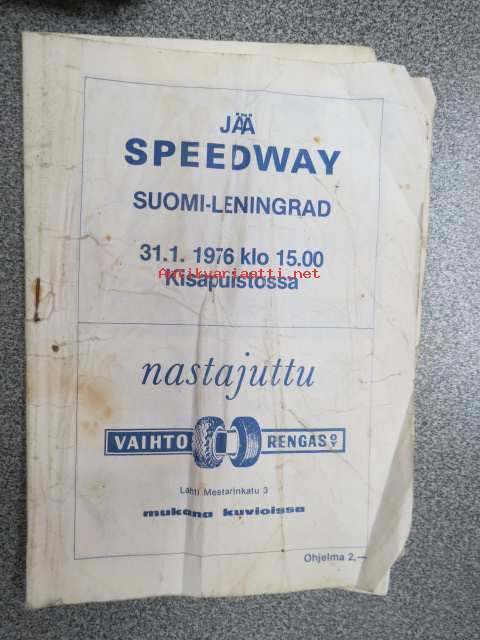 JÄÄ
SPEEDWAY
SUOMI-LENINGRAD
31.1. 1976 klo 15.00
Antikvariaatti.net
Kisapuistossa
nastajuttu
VAIHTO RENGAS OY
Lahti Mestarinkatu 3
mukana kuvioissa
Ohjelma 2,—